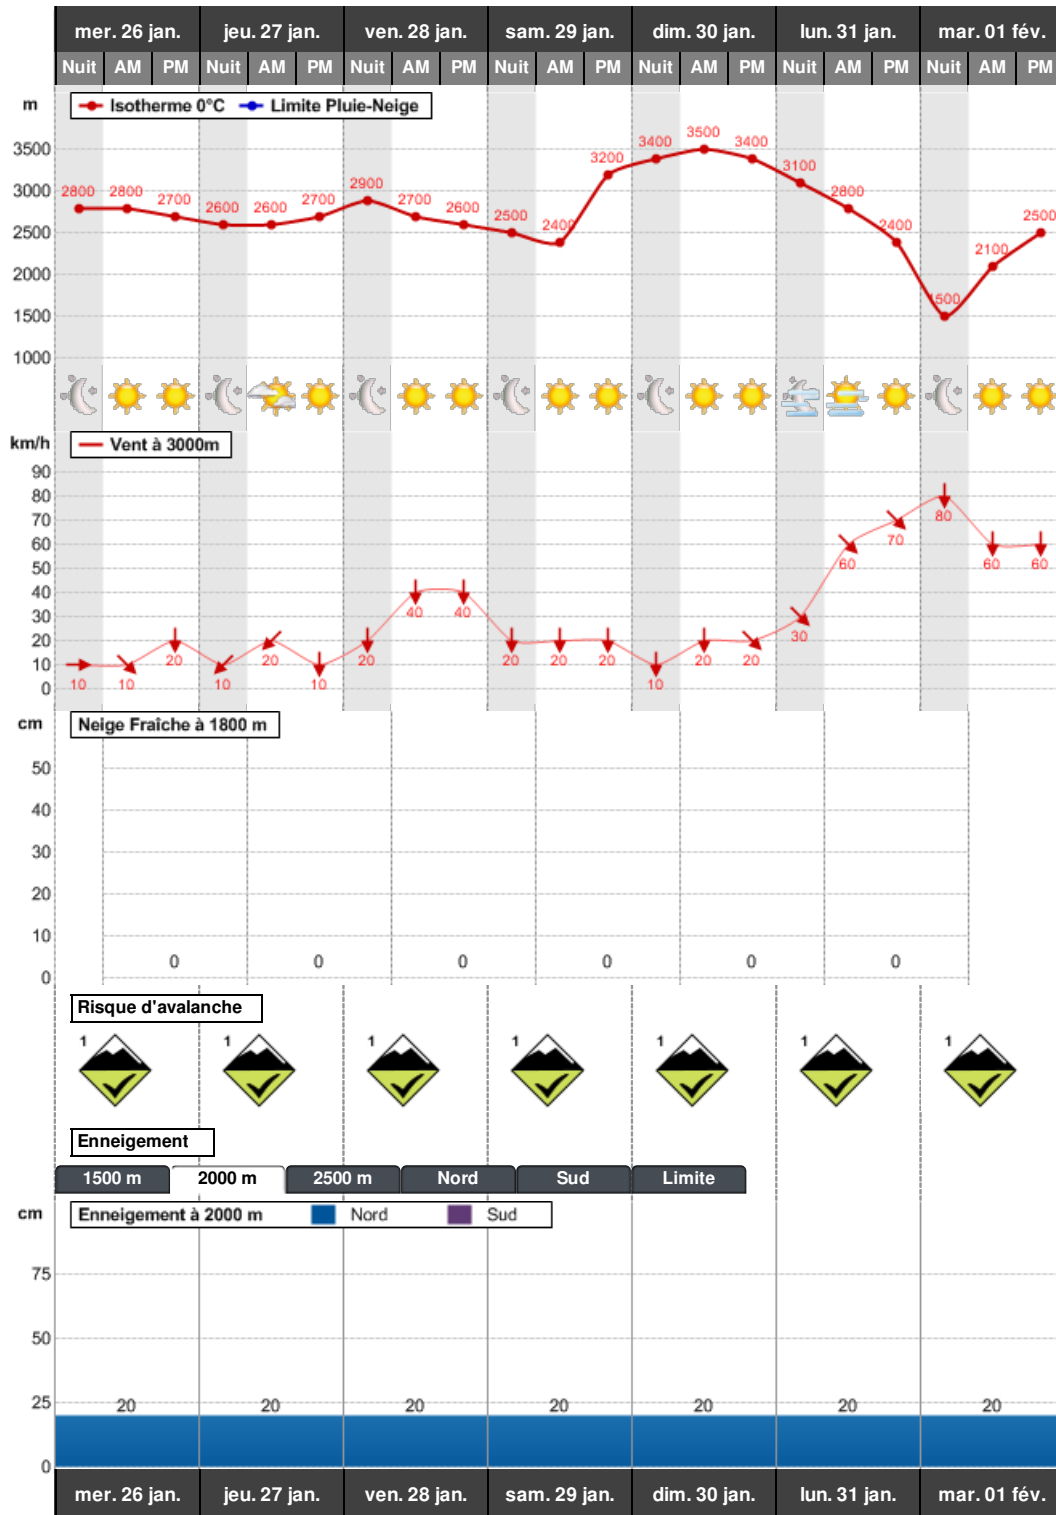 mer. 26 jan. jeu. 27 jan. ven. 28 jan. sam. 29 jan. dim. 30 jan. lun. 31 jan. mar. 01 fév.
Nuit AM PM Nuit AM PM Nuit AM PM Nuit AM PM Nuit AM PM Nuit AM PM Nuit AM PM
m Isotherme 0°C Limite Pluie-Neige
3500
3000
2500
2000
1500
1000
2800 2800 2700 2600 2600 2700 2900 2700 2600 2500 2400 3200 3400 3500 3400 3100 2800 2400 1500 2100 2500
km/h Vent à 3000m
90
80
70
60
50
40
30
20
10
0
10 10 20 10 20 10 20 40 40 20 20 20 10 20 20 30 60 70 80 60 60
cm Neige Fraîche à 1800 m
50
40
30
20
10
0
0 0 0 0 0 0
Risque d'avalanche
1 1 1 1 1 1 1
Enneigement
1500 m 2000 m 2500 m Nord Sud Limite
cm Enneigement à 2000 m Nord Sud
75
50
25
0
20 20 20 20 20 20 20
mer. 26 jan. jeu. 27 jan. ven. 28 jan. sam. 29 jan. dim. 30 jan. lun. 31 jan. mar. 01 fév.